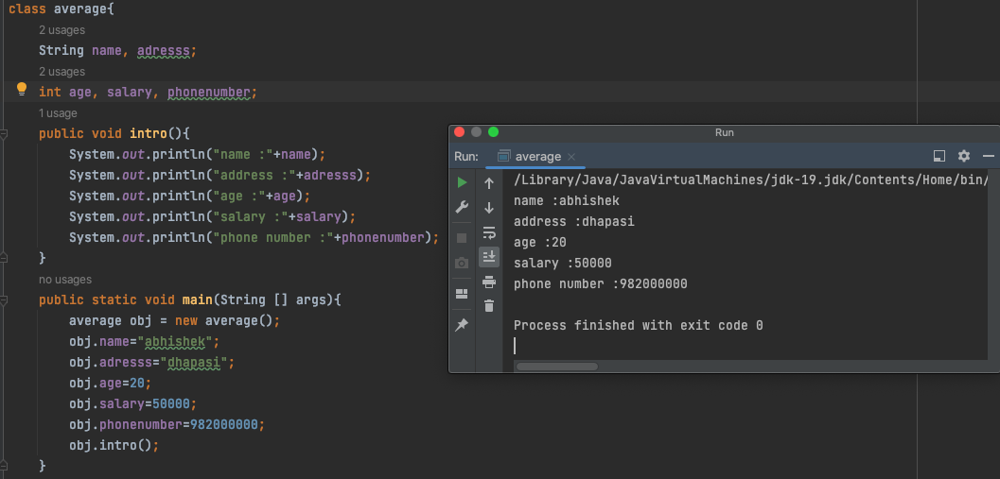 class average{
2 usages
String name, adresss;
2 usages
int age, salary, phonenumber;
1 usage
public void intro(){
System.out.println("name :"+name);
System.out.println("address :"+adresss);
System.out.println("age :"+age);
System.out.println("salary :"+salary);
System.out.println("phone number :"+phonenumber);
}
no usages
public static void main(String [] args){
average obj = new average();
obj.name="abhishek";
obj.adresss="dhapasi";
obj.age=20;
obj.salary=50000;
obj.phonenumber=982000000;
obj.intro();
}
Run
Run: average
/Library/Java/JavaVirtualMachines/jdk-19.jdk/Contents/Home/bin/
name :abhishek
address :dhapasi
age :20
salary :50000
phone number :982000000
Process finished with exit code 0